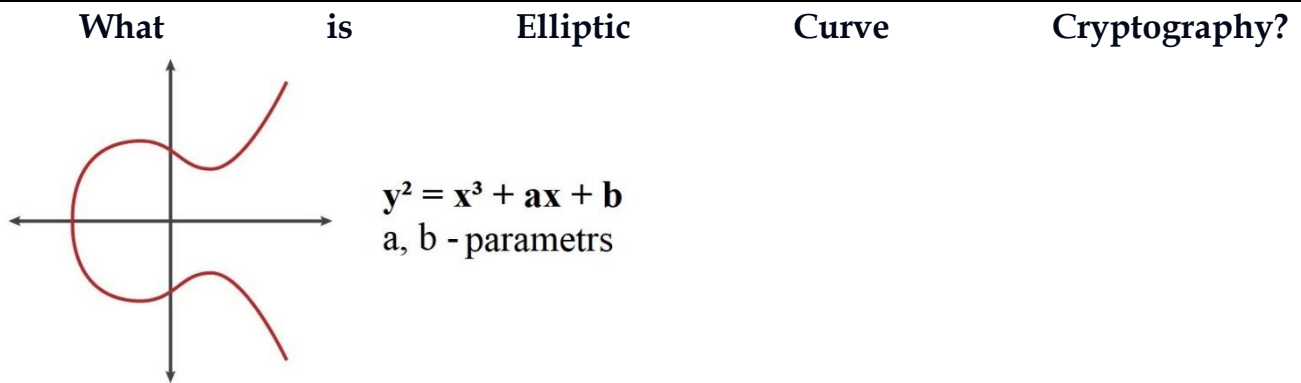 What is Elliptic Curve Cryptography?
y² = x³ + ax + b
a, b - parametrs